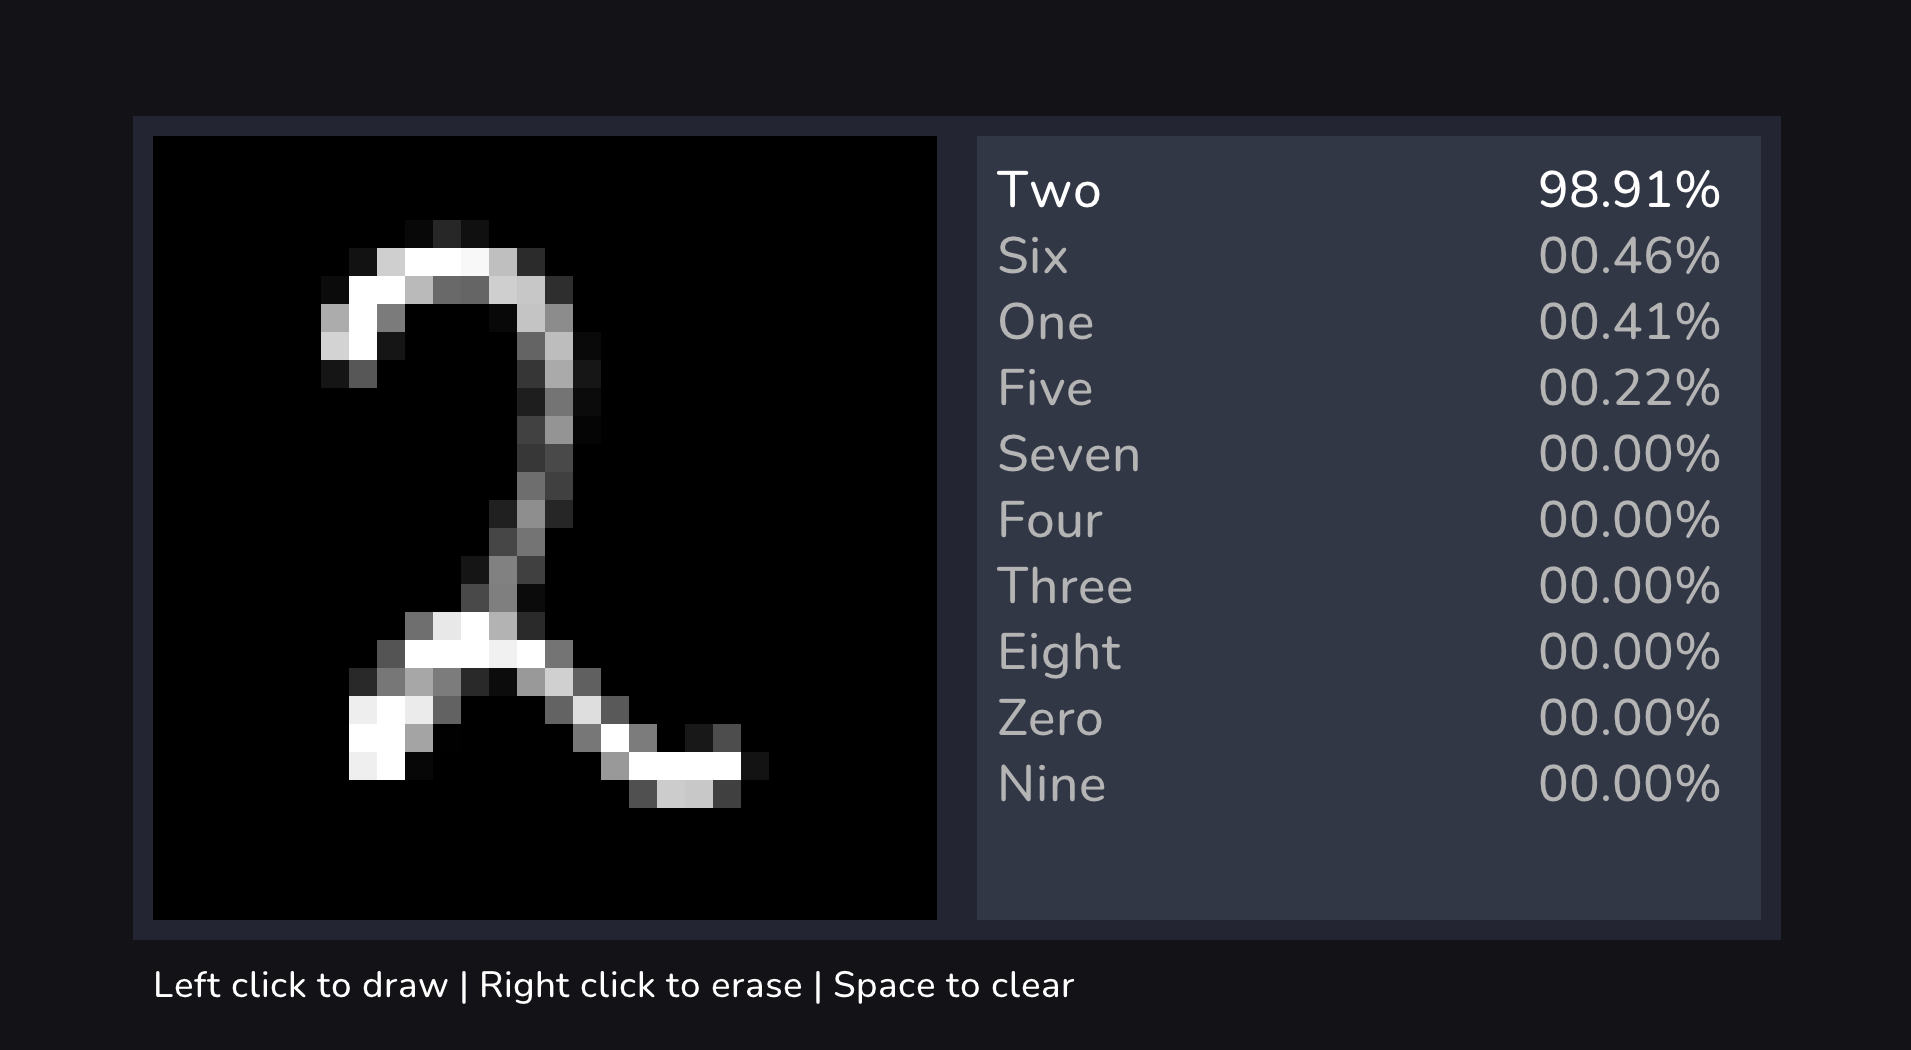 2
Two 98.91%
Six 00.46%
One 00.41%
Five 00.22%
Seven 00.00%
Four 00.00%
Three 00.00%
Eight 00.00%
Zero 00.00%
Nine 00.00%
Left click to draw | Right click to erase | Space to clear